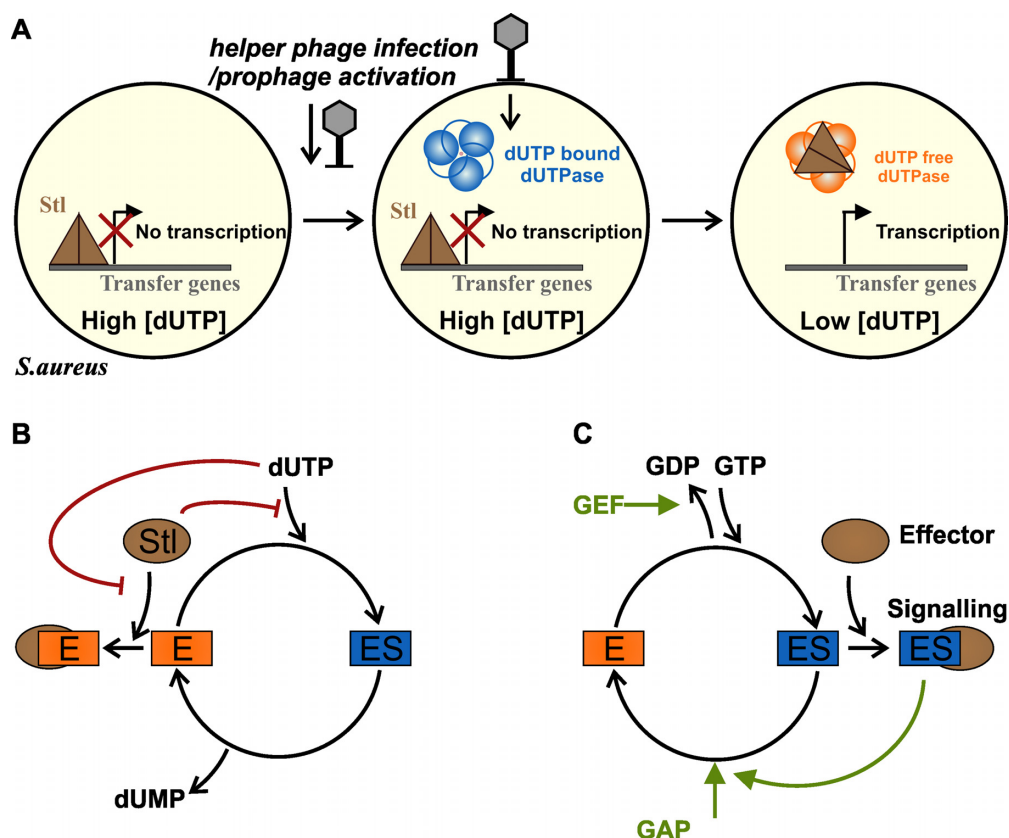 A
helper phage infection
/prophage activation
dUTP bound
dUTPase
dUTP free
dUTPase
Stl
No transcription
Stl
No transcription
Transcription
Transfer genes
Transfer genes
Transfer genes
High [dUTP]
High [dUTP]
Low [dUTP]
S.aureus
B
dUTP
Stl
E
E
ES
dUMP
C
GDP GTP
GEF
Effector
Signalling
E
ES
ES
GAP